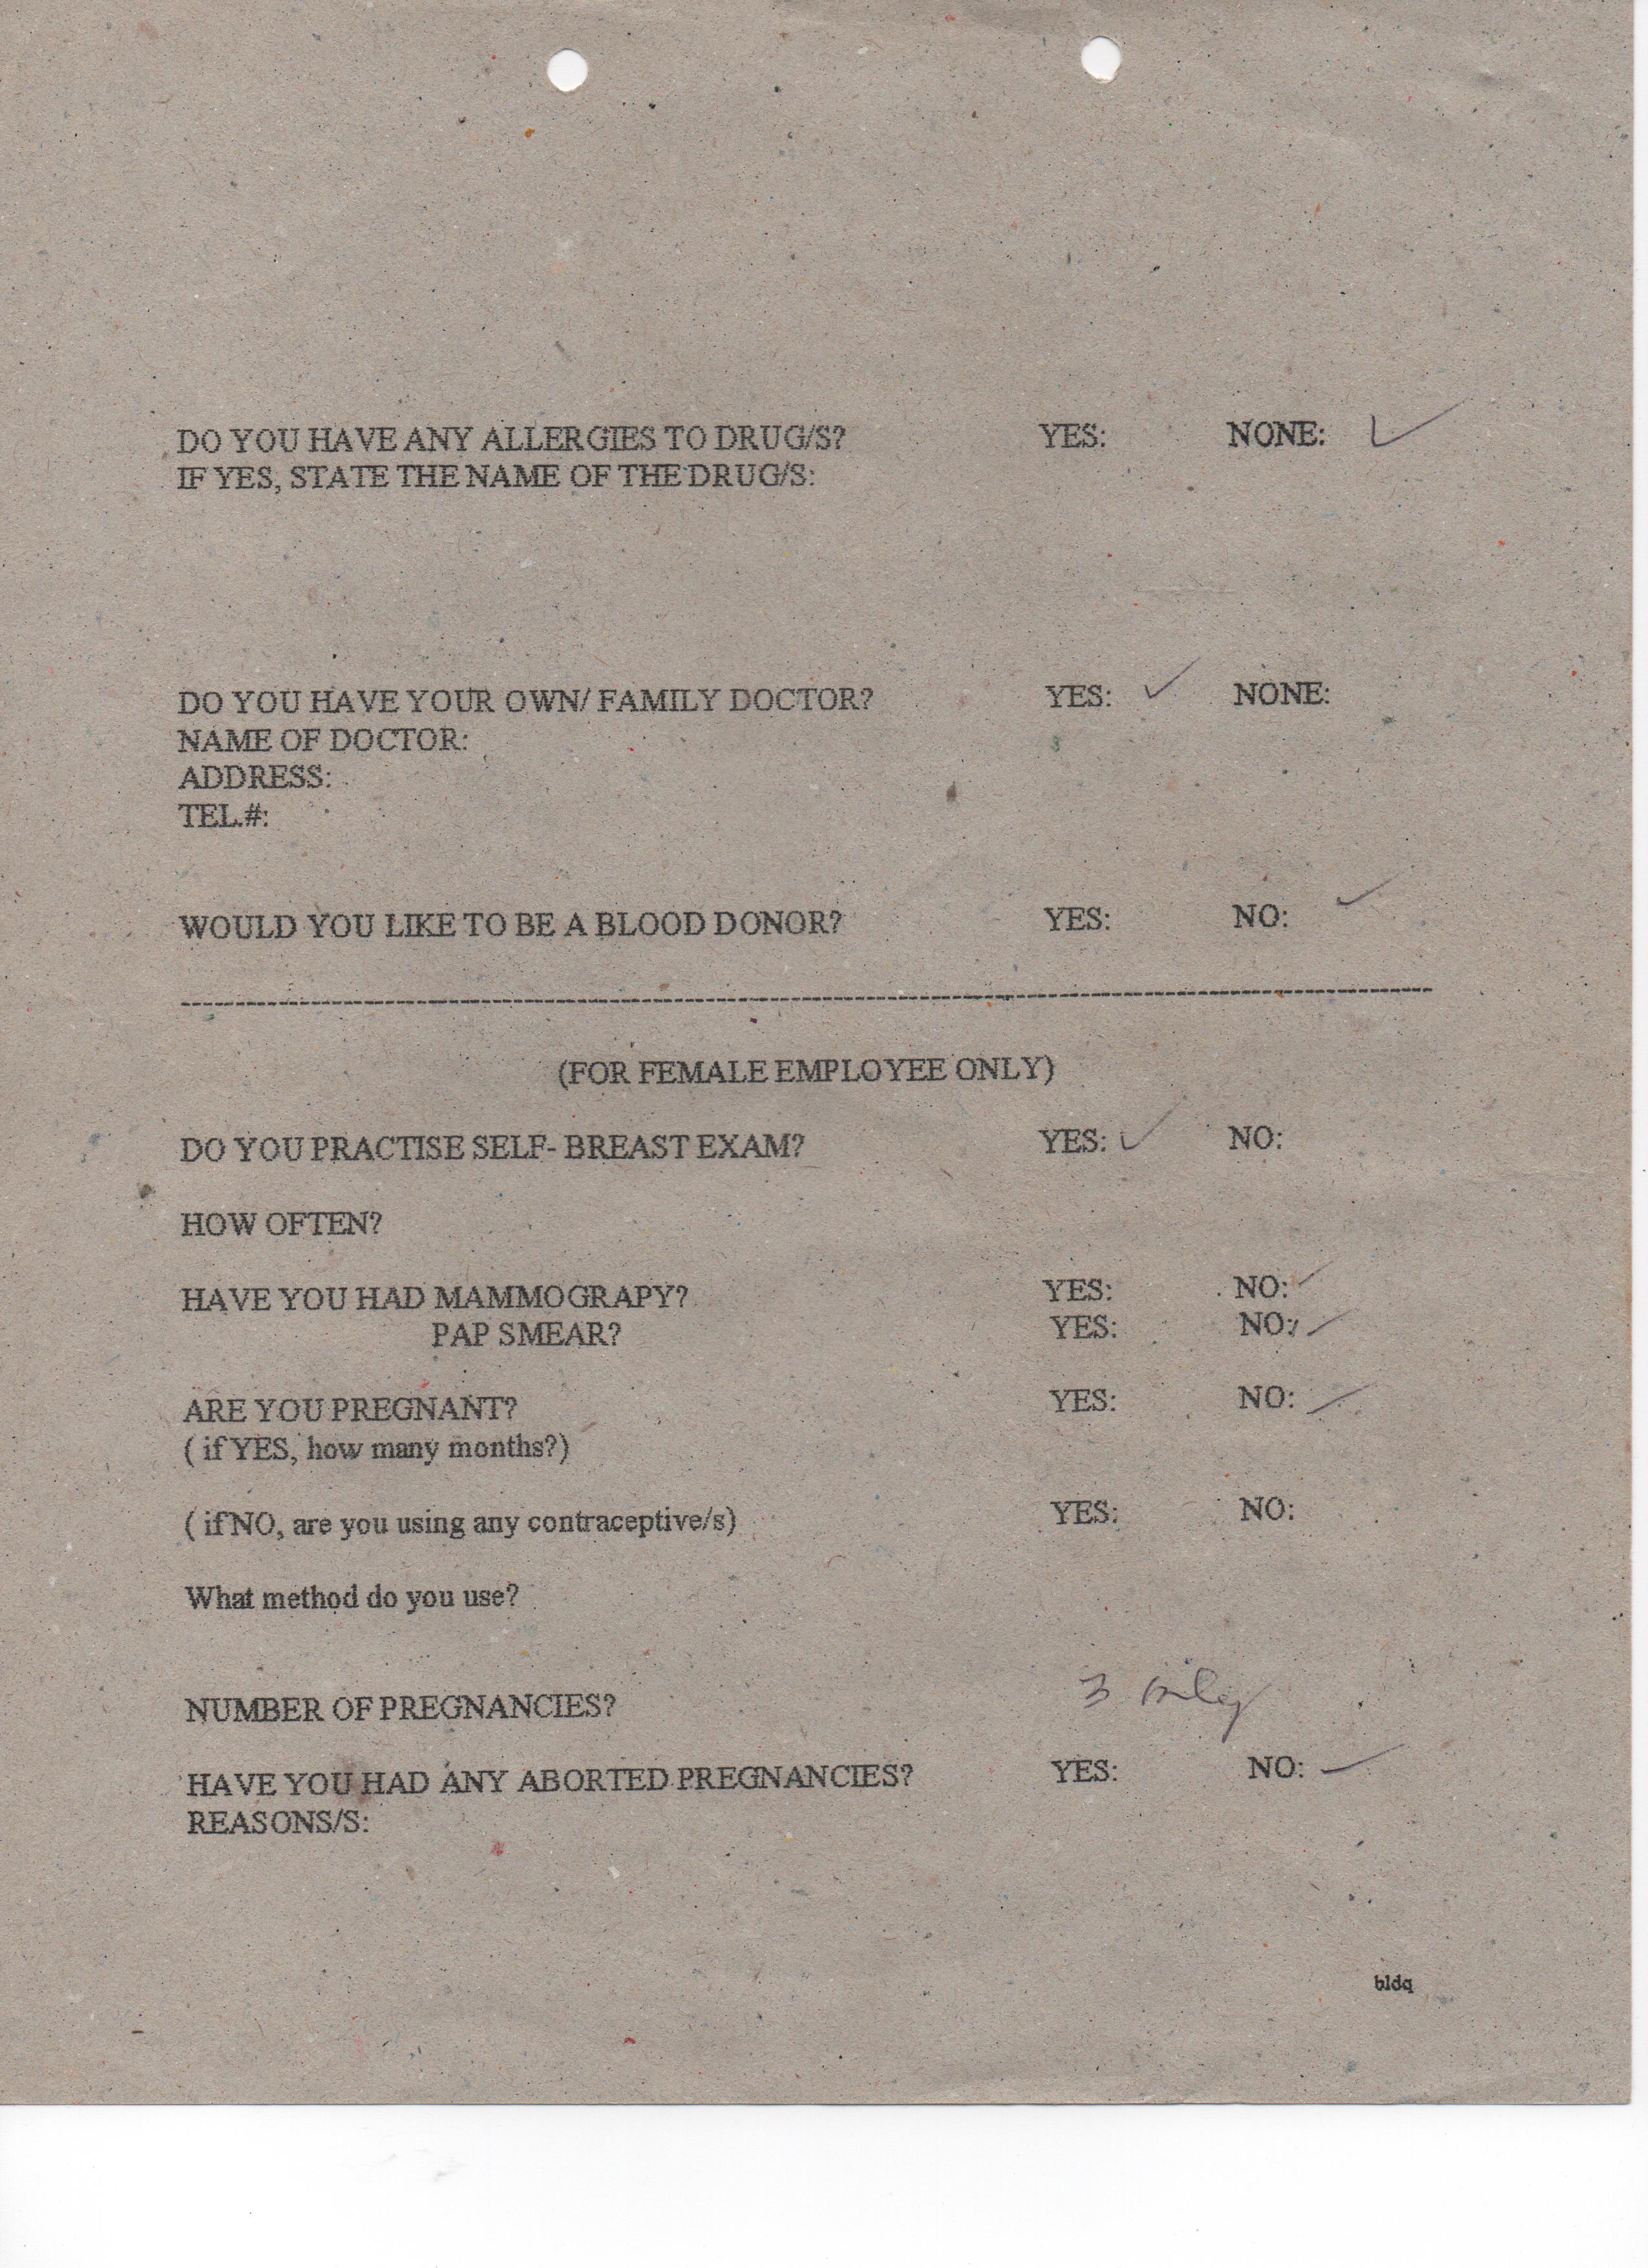 DO YOU HAVE ANY ALLERGIES TO DRUG/S? YES: NONE: ✓
IF YES, STATE THE NAME OF THE DRUG/S:
DO YOU HAVE YOUR OWN/ FAMILY DOCTOR? YES: ✓ NONE:
NAME OF DOCTOR:
ADDRESS:
TEL.#:
WOULD YOU LIKE TO BE A BLOOD DONOR? YES: NO: ✓
(FOR FEMALE EMPLOYEE ONLY)
DO YOU PRACTISE SELF- BREAST EXAM? YES: ✓ NO:
HOW OFTEN?
HAVE YOU HAD MAMMOGRAPY? YES: NO: ✓
PAP SMEAR? YES: NO: ✓
ARE YOU PREGNANT? YES: NO: ✓
( if YES, how many months?)
( if NO, are you using any contraceptive/s) YES: NO:
What method do you use?
NUMBER OF PREGNANCIES? 3
HAVE YOU HAD ANY ABORTED PREGNANCIES? YES: NO: ✓
REASONS/S:
bldq